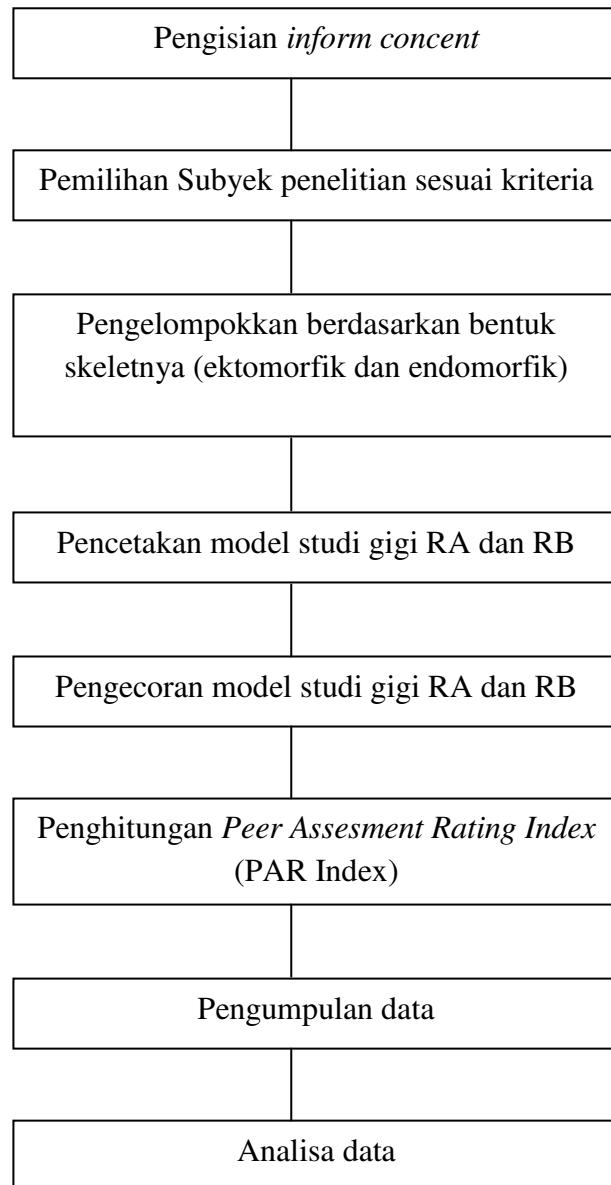 Pengisian inform concent
Pemilihan Subyek penelitian sesuai kriteria
Pengelompokkan berdasarkan bentuk
skeletnya (ektomorfik dan endomorfik)
Pencetakan model studi gigi RA dan RB
Pengecoran model studi gigi RA dan RB
Penghitungan Peer Assesment Rating Index
(PAR Index)
Pengumpulan data
Analisa data